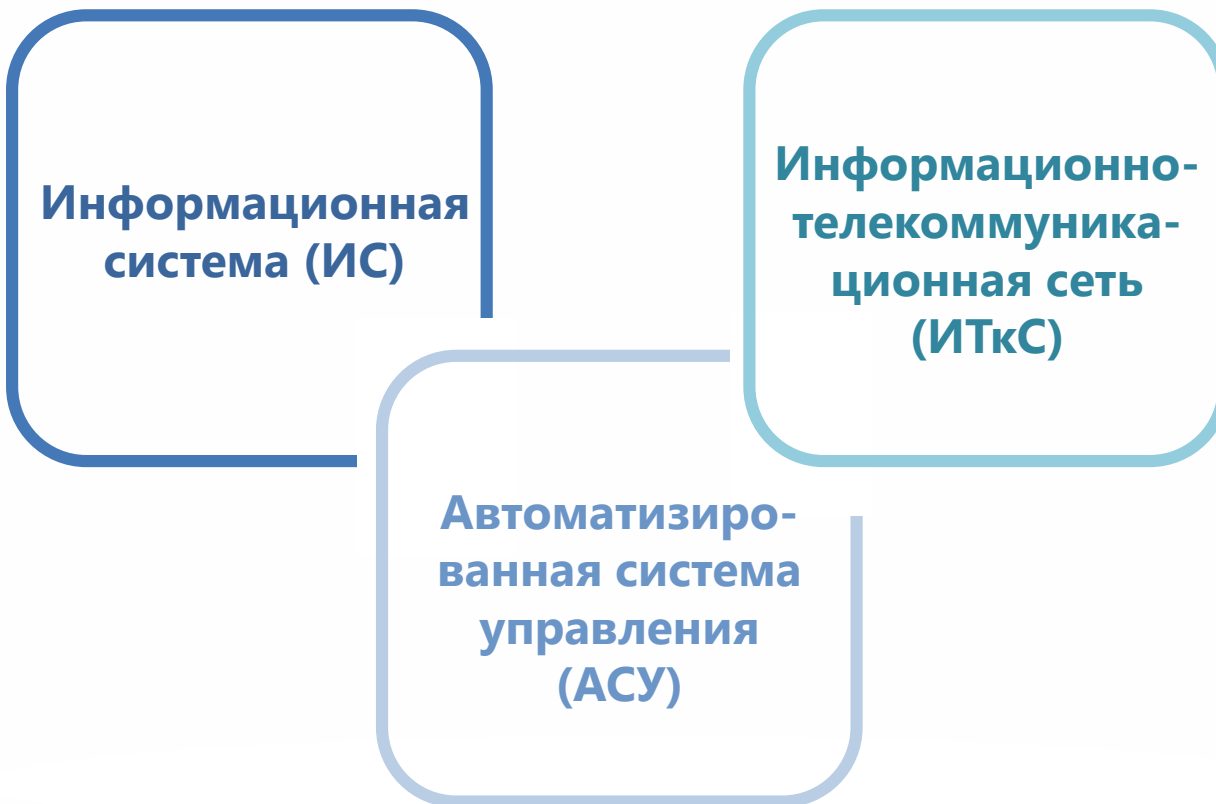 Информационная
система (ИС)
Информационно-
телекоммуника-
ционная сеть
(ИТкС)
Автоматизиро-
ванная система
управления
(АСУ)